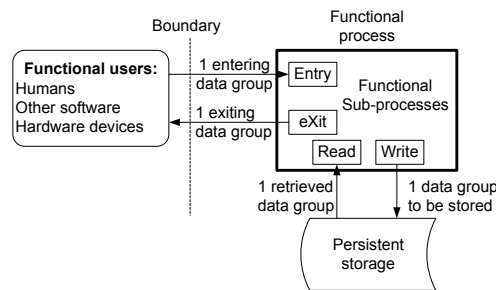 Boundary
Functional
process
Functional users:
Humans
Other software
Hardware devices
1 entering
data group
1 exiting
data group
Entry
eXit
Functional
Sub-processes
Read
Write
1 retrieved
data group
1 data group
to be stored
Persistent
storage